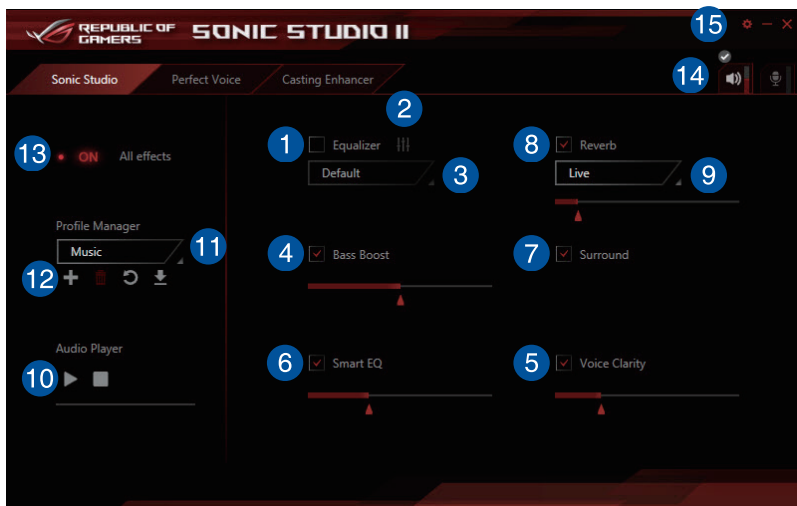 REPUBLIC OF
GAMERS
SONIC STUDIO II
15
14
Sonic Studio
Perfect Voice
Casting Enhancer
2
13
ON
All effects
1
Equalizer
8
Reverb
Default
3
Live
9
Profile Manager
Music
11
12
4
Bass Boost
7
Surround
Audio Player
10
6
Smart EQ
5
Voice Clarity